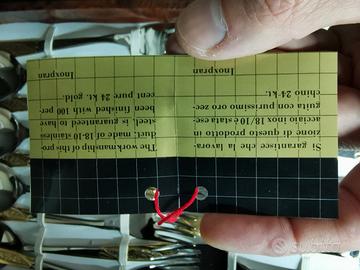 Si garantisce che la lavora-
zione di questo prodotto in
acciaio inox 18/10 è stata ese-
guita con purissimo oro zec-
chino 24 kt.
Inoxpran
The workmanship of this pro-
duct, made of 18-10 stainless
steel, is guaranteed to have
been finished with 100 per-
cent pure 24 kt. gold.
Inoxpran